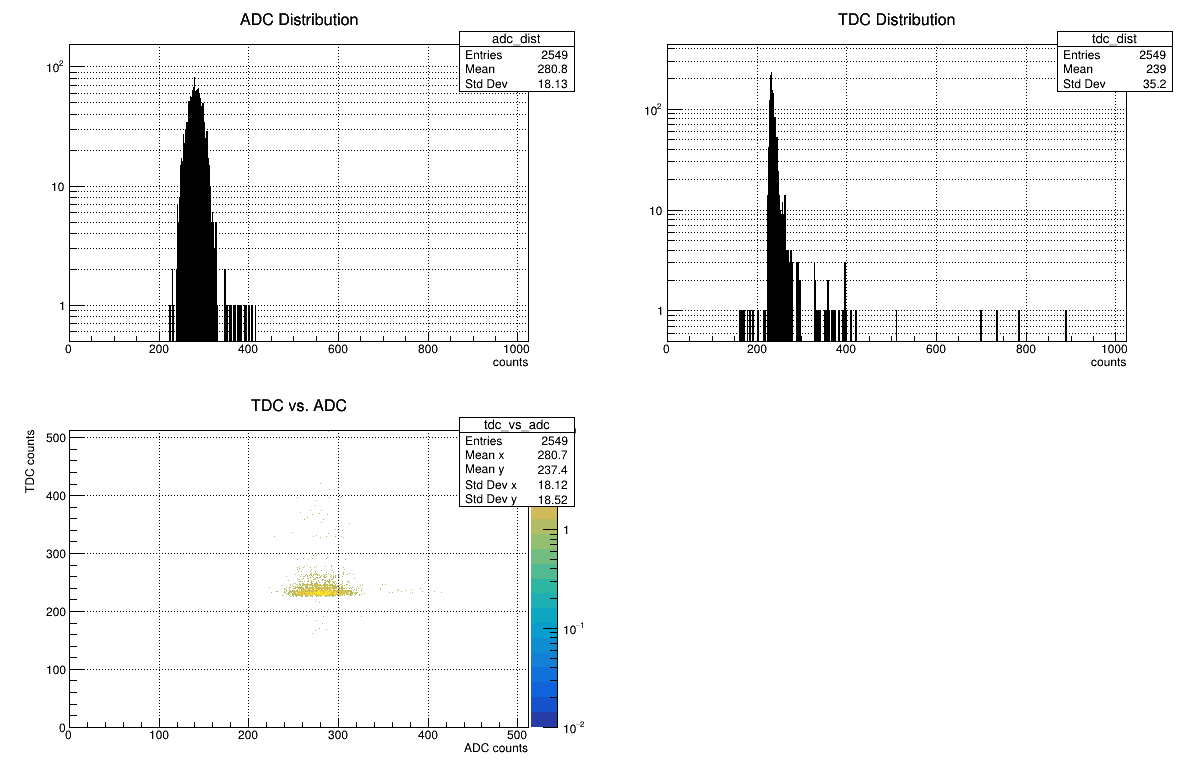 ADC Distribution
adc_dist
Entries 2549
Mean 280.8
Std Dev 18.13
10²
10
1
0 200 400 600 800 1000
counts
TDC Distribution
tdc_dist
Entries 2549
Mean 239
Std Dev 35.2
10²
10
1
0 200 400 600 800 1000
counts
TDC vs. ADC
tdc_vs_adc
Entries 2549
Mean x 280.7
Mean y 237.4
Std Dev x 18.12
Std Dev y 18.52
TDC counts
500
400
300
200
100
0
0 100 200 300 400 500
ADC counts
1
10⁻¹
10⁻²